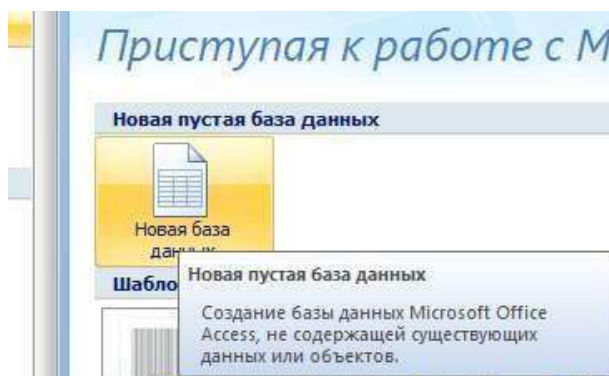 Приступая к работе с M
Новая пустая база данных
Новая база
данных
Шабло
Новая пустая база данных
Создание базы данных Microsoft Office
Access, не содержащей существующих
данных или объектов.